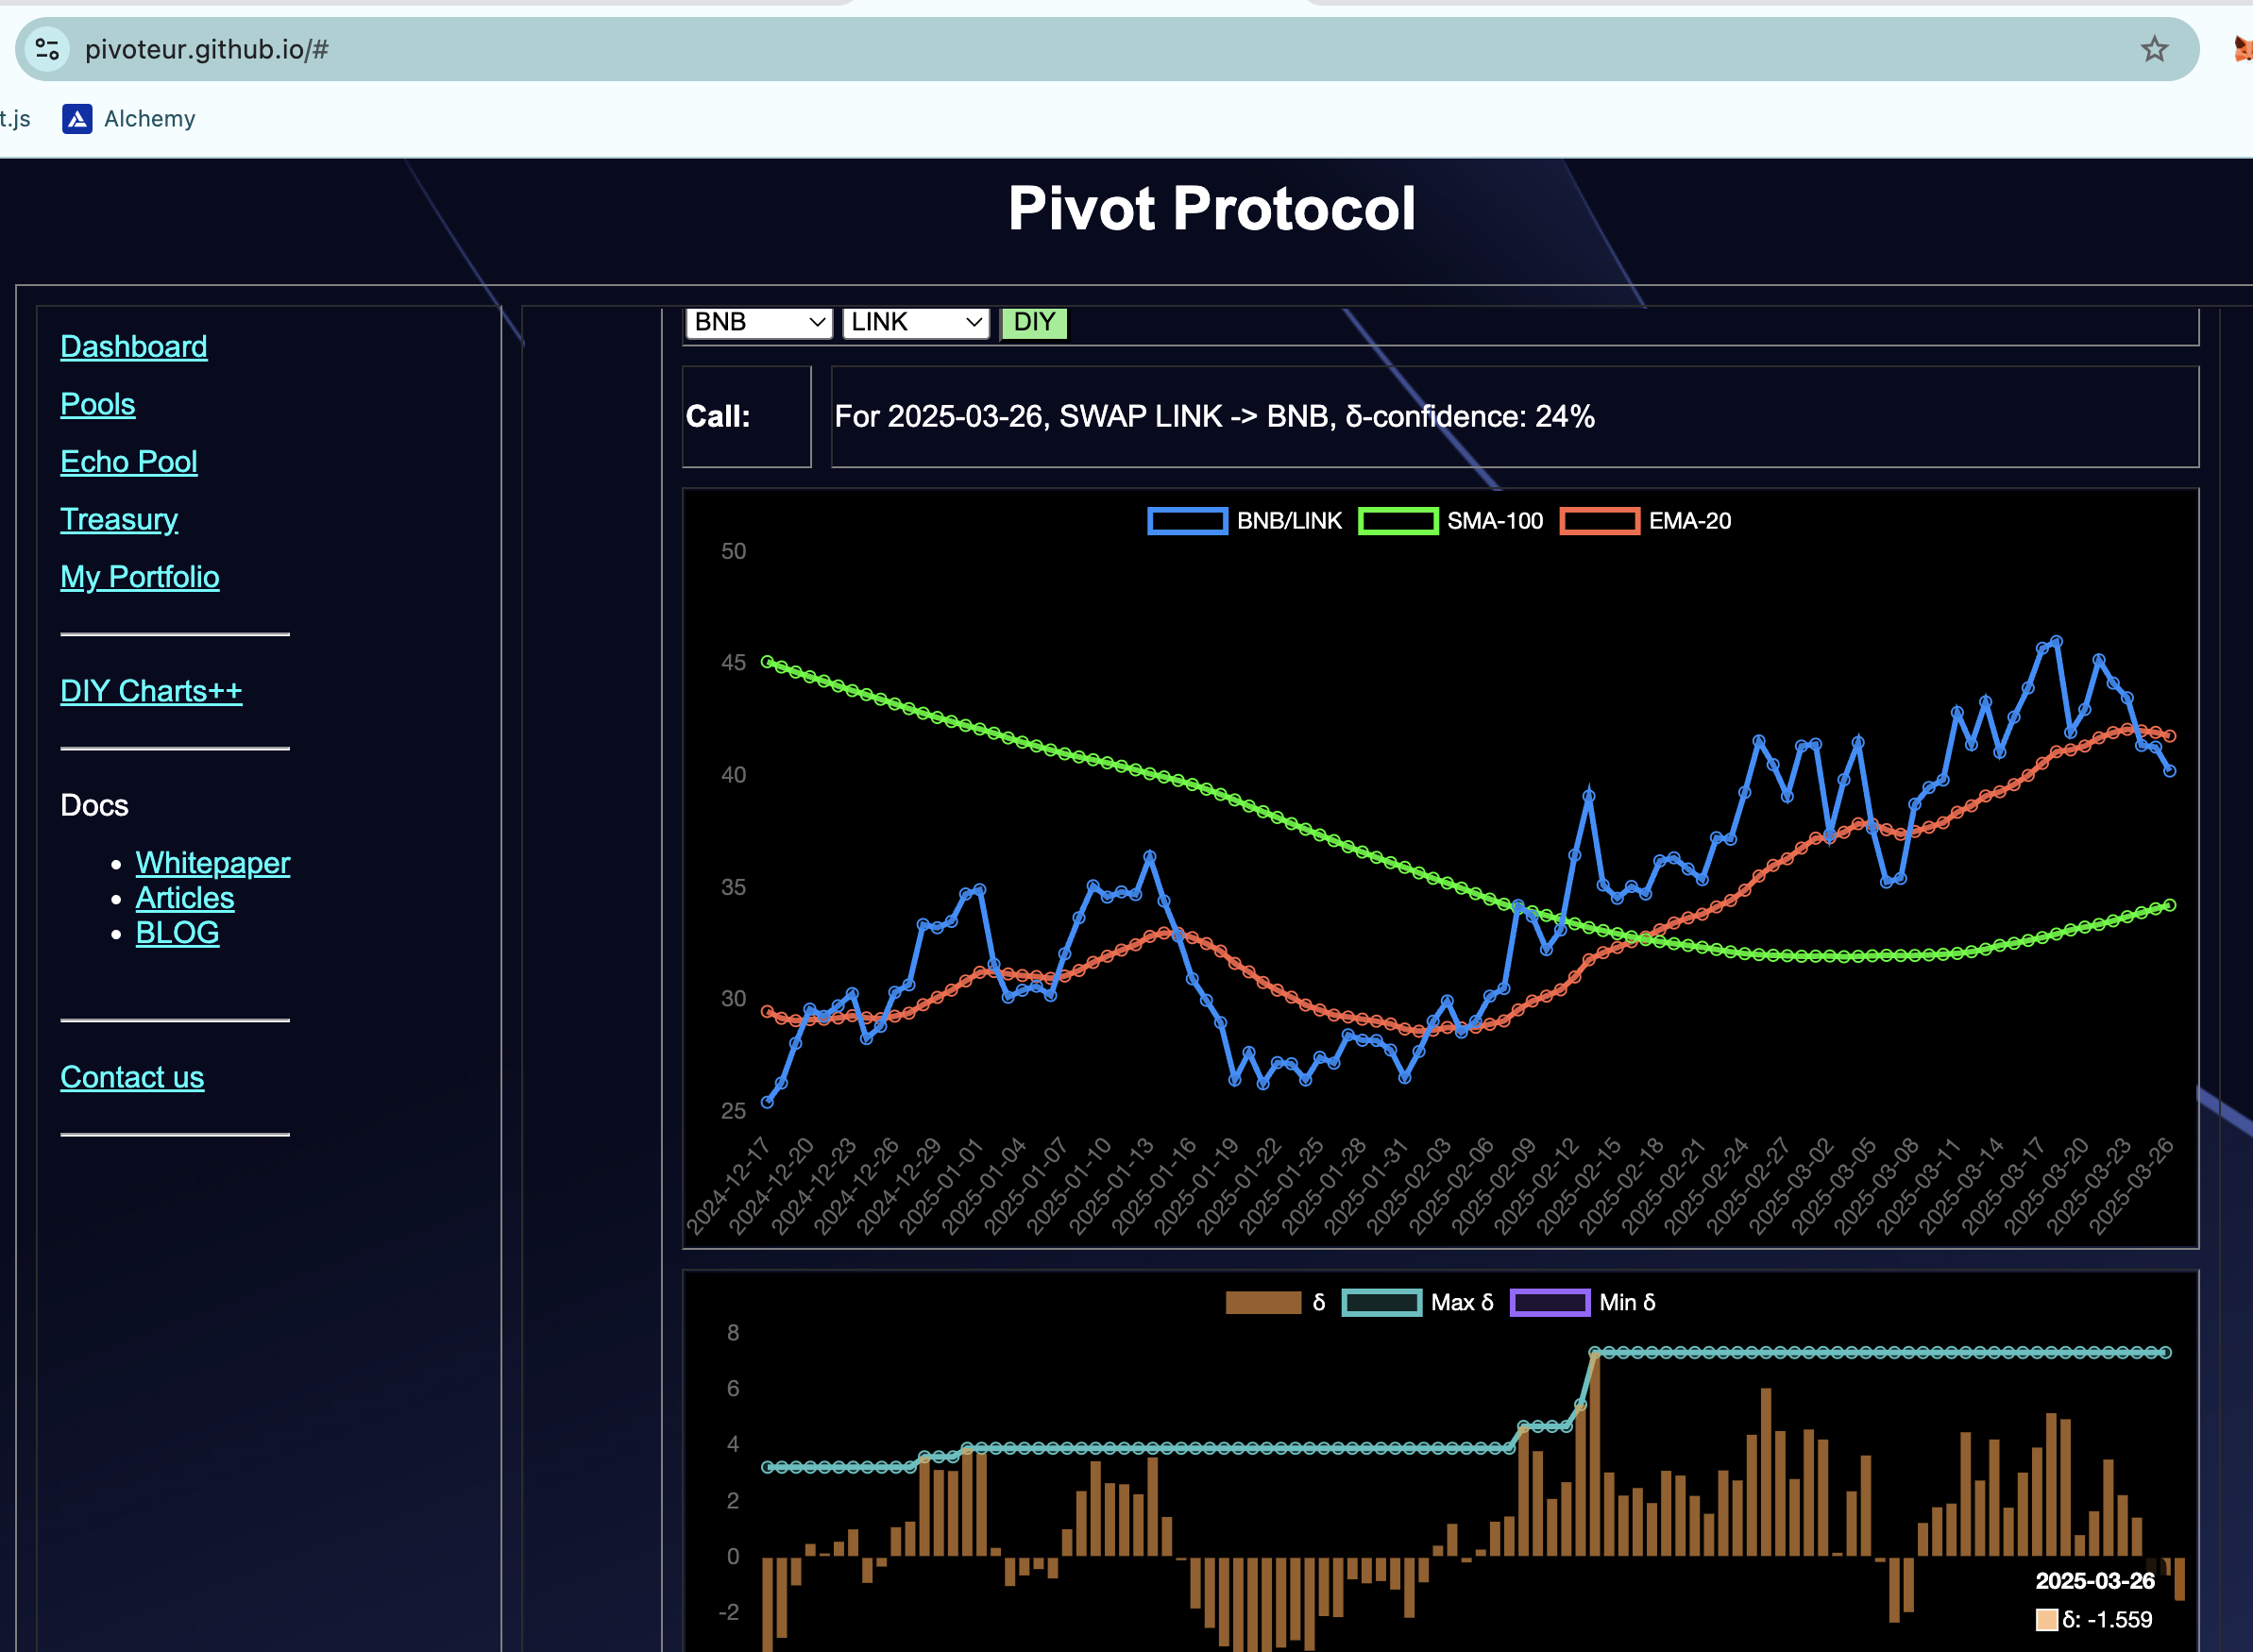 pivoteur.github.io/#
t.js
Alchemy
Pivot Protocol
Dashboard
Pools
Echo Pool
Treasury
My Portfolio
DIY Charts++
Docs
Whitepaper
Articles
BLOG
Contact us
BNB LINK DIY
Call:
For 2025-03-26, SWAP LINK -> BNB, δ-confidence: 24%
BNB/LINK SMA-100 EMA-20
50
45
40
35
30
25
2024-12-17
2024-12-20
2024-12-23
2024-12-26
2024-12-29
2025-01-01
2025-01-04
2025-01-07
2025-01-10
2025-01-13
2025-01-16
2025-01-19
2025-01-22
2025-01-25
2025-01-28
2025-01-31
2025-02-03
2025-02-06
2025-02-09
2025-02-12
2025-02-15
2025-02-18
2025-02-21
2025-02-24
2025-02-27
2025-03-02
2025-03-05
2025-03-08
2025-03-11
2025-03-14
2025-03-17
2025-03-20
2025-03-23
2025-03-26
δ Max δ Min δ
8
6
4
2
0
-2
2025-03-26
δ: -1.559